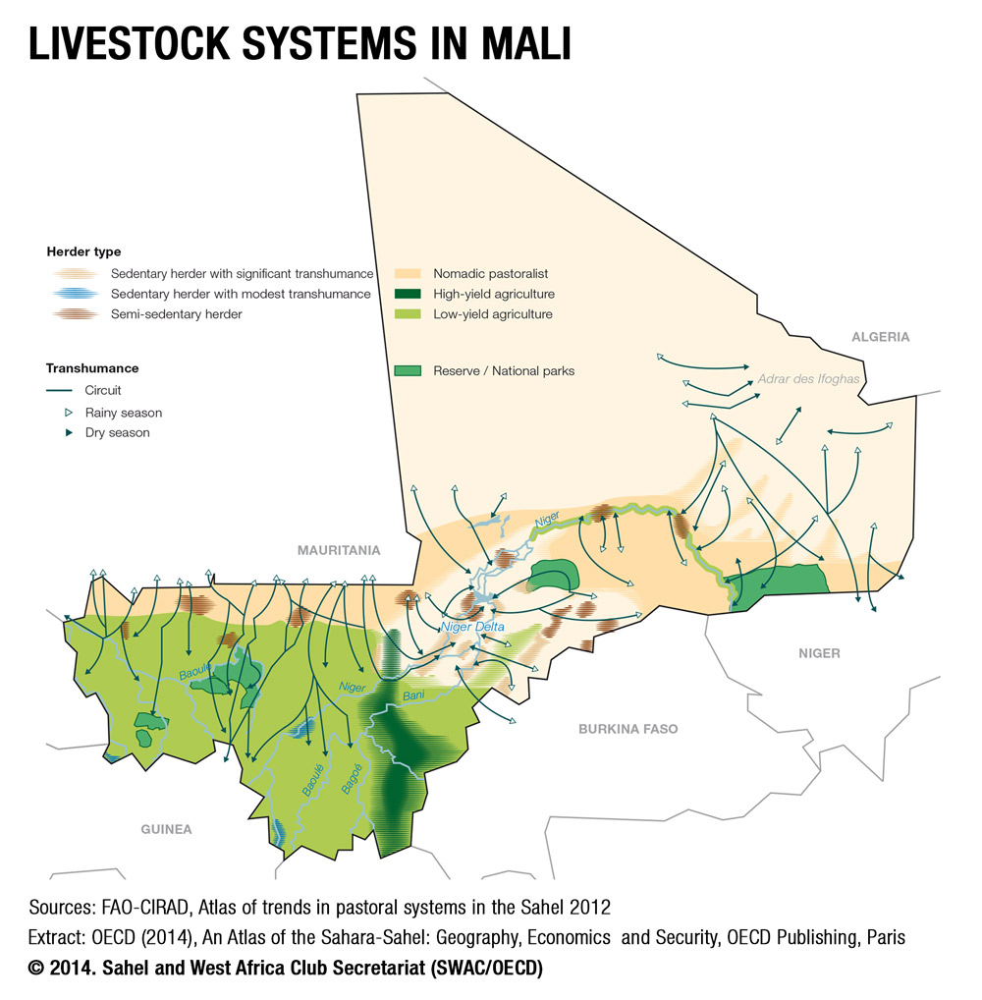 LIVESTOCK SYSTEMS IN MALI
Herder type
Sedentary herder with significant transhumance
Sedentary herder with modest transhumance
Semi-sedentary herder
Nomadic pastoralist
High-yield agriculture
Low-yield agriculture
Transhumance
Circuit
Rainy season
Dry season
Reserve / National parks
ALGERIA
Adrar des Ifoghas
MAURITANIA
Niger
Niger Delta
NIGER
Baoulé
Niger
Bani
BURKINA FASO
Baoulé
Bagoé
GUINEA
Sources: FAO-CIRAD, Atlas of trends in pastoral systems in the Sahel 2012
Extract: OECD (2014), An Atlas of the Sahara-Sahel: Geography, Economics and Security, OECD Publishing, Paris
© 2014. Sahel and West Africa Club Secretariat (SWAC/OECD)